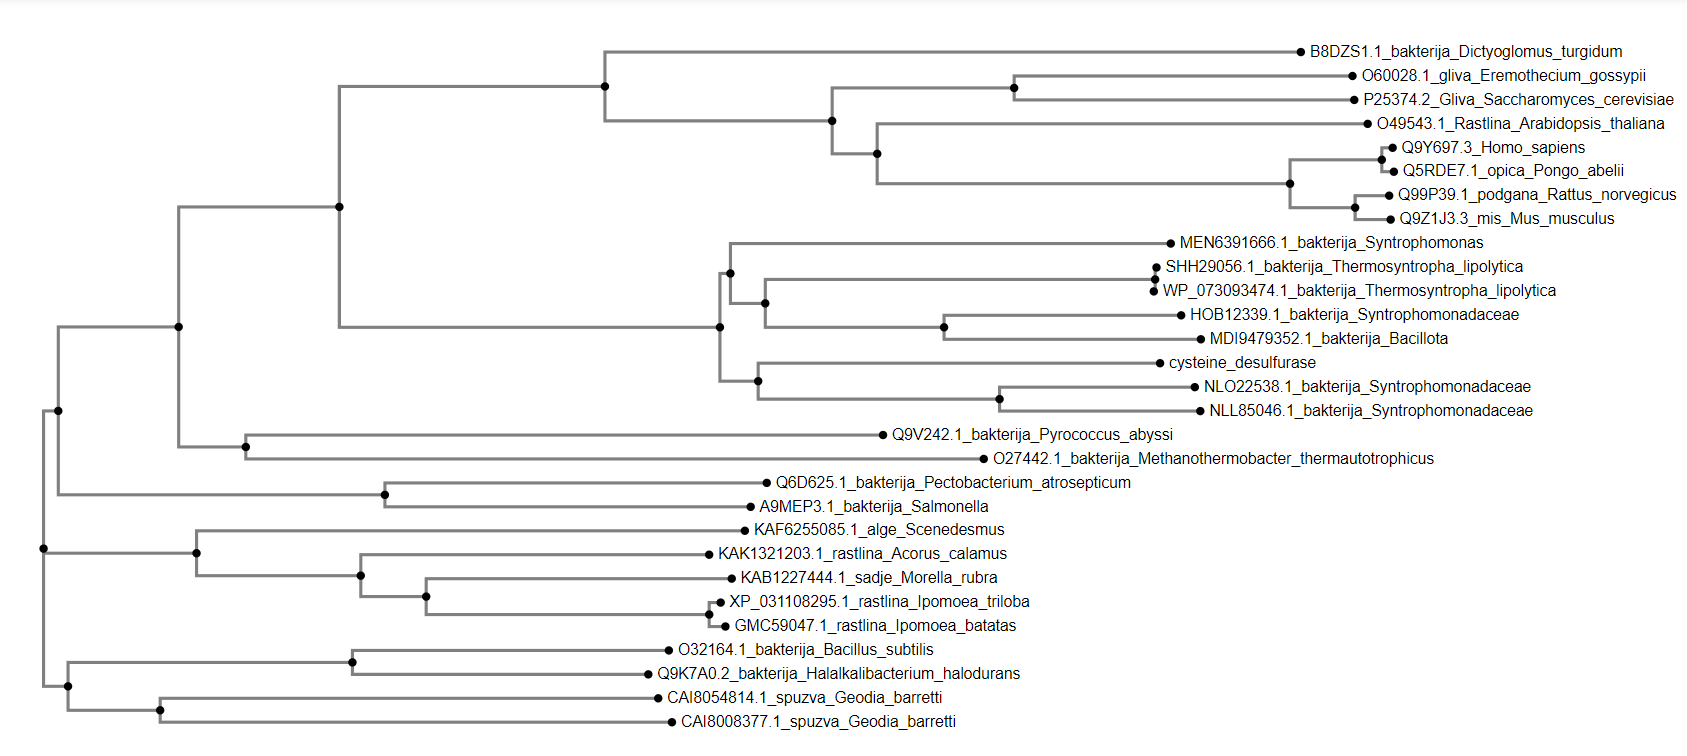 B8DZS1.1_bakterija_Dictyoglomus_turgidum
O60028.1_gliva_Eremothecium_gossypii
P25374.2_Gliva_Saccharomyces_cerevisiae
O49543.1_Rastlina_Arabidopsis_thaliana
Q9Y697.3_Homo_sapiens
Q5RDE7.1_opica_Pongo_abelii
Q99P39.1_podgana_Rattus_norvegicus
Q9Z1J3.3_mis_Mus_musculus
MEN6391666.1_bakterija_Syntrophomonas
SHH29056.1_bakterija_Thermosyntropha_lipolytica
WP_073093474.1_bakterija_Thermosyntropha_lipolytica
HOB12339.1_bakterija_Syntrophomonadaceae
MDI9479352.1_bakterija_Bacillota
cysteine_desulfurase
NLO22538.1_bakterija_Syntrophomonadaceae
NLL85046.1_bakterija_Syntrophomonadaceae
Q9V242.1_bakterija_Pyrococcus_abyssi
O27442.1_bakterija_Methanothermobacter_thermautotrophicus
Q6D625.1_bakterija_Pectobacterium_atrosepticum
A9MEP3.1_bakterija_Salmonella
KAF6255085.1_alge_Scenedesmus
KAK1321203.1_rastlina_Acorus_calamus
KAB1227444.1_sadje_Morella_rubra
XP_031108295.1_rastlina_Ipomoea_triloba
GMC59047.1_rastlina_Ipomoea_batatas
O32164.1_bakterija_Bacillus_subtilis
Q9K7A0.2_bakterija_Halalkalibacterium_halodurans
CAI8054814.1_spuzva_Geodia_barretti
CAI8008377.1_spuzva_Geodia_barretti